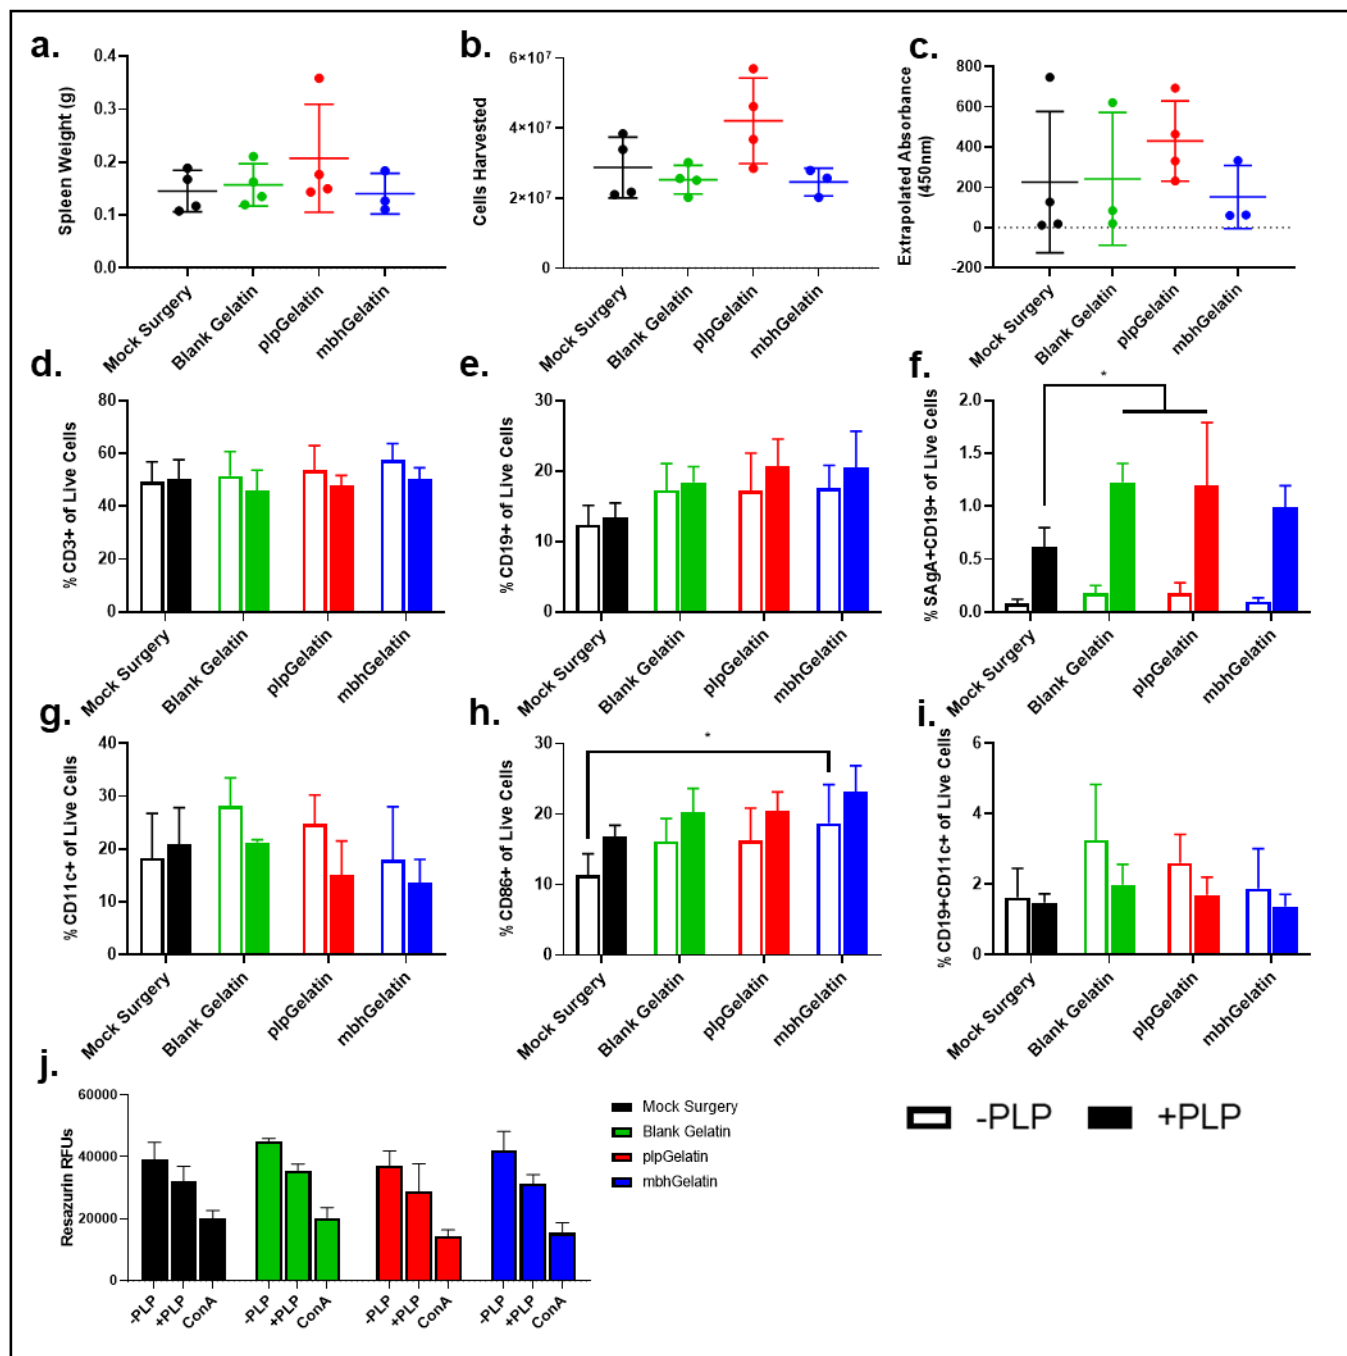 a.
Spleen Weight (g)
0.4
0.3
0.2
0.1
0.0
Mock Surgery
Blank Gelatin
plpGelatin
mbhGelatin
b.
Cells Harvested
6×10⁷
4×10⁷
2×10⁷
0
Mock Surgery
Blank Gelatin
plpGelatin
mbhGelatin
c.
Extrapolated Absorbance
(450nm)
800
600
400
200
0
-200
Mock Surgery
Blank Gelatin
plpGelatin
mbhGelatin
d.
% CD3+ of Live Cells
80
60
40
20
0
Mock Surgery
Blank Gelatin
plpGelatin
mbhGelatin
e.
% CD19+ of Live Cells
30
20
10
0
Mock Surgery
Blank Gelatin
plpGelatin
mbhGelatin
f.
% SAgA+CD19+ of Live Cells
2.0
1.5
1.0
0.5
0.0
*
Mock Surgery
Blank Gelatin
plpGelatin
mbhGelatin
g.
% CD11c+ of Live Cells
40
30
20
10
0
Mock Surgery
Blank Gelatin
plpGelatin
mbhGelatin
h.
% CD86+ of Live Cells
30
20
10
0
*
Mock Surgery
Blank Gelatin
plpGelatin
mbhGelatin
i.
% CD19+CD11c+ of Live Cells
6
4
2
0
Mock Surgery
Blank Gelatin
plpGelatin
mbhGelatin
j.
Resazurin RFUs
60000
40000
20000
0
-PLP
+PLP
ConA
-PLP
+PLP
ConA
-PLP
+PLP
ConA
-PLP
+PLP
ConA
Mock Surgery
Blank Gelatin
plpGelatin
mbhGelatin
-PLP
+PLP